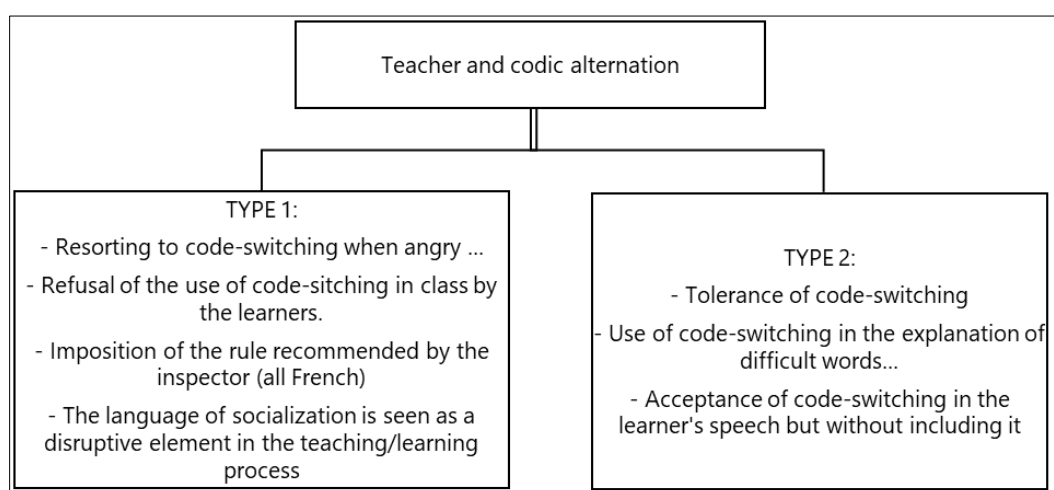 Teacher and codic alternation
TYPE 1:
- Resorting to code-switching when angry ...
- Refusal of the use of code-sitching in class by
the learners.
- Imposition of the rule recommended by the
inspector (all French)
- The language of socialization is seen as a
disruptive element in the teaching/learning
process
TYPE 2:
- Tolerance of code-switching
- Use of code-switching in the explanation of
difficult words...
- Acceptance of code-switching in the
learner's speech but without including it